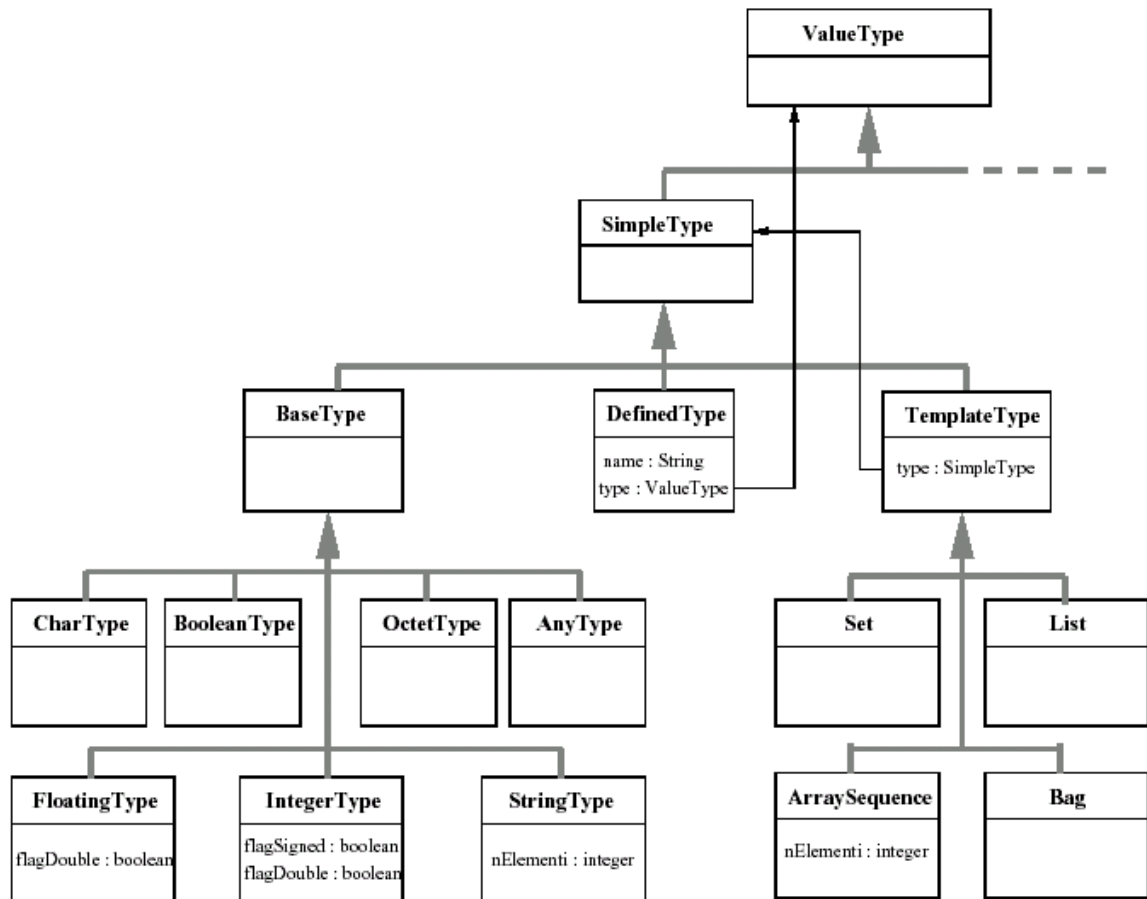 ValueType
SimpleType
BaseType
DefinedType
name : String
type : ValueType
TemplateType
type : SimpleType
CharType
BooleanType
OctetType
AnyType
Set
List
FloatingType
flagDouble : boolean
IntegerType
flagSigned : boolean
flagDouble : boolean
StringType
nElementi : integer
ArraySequence
nElementi : integer
Bag